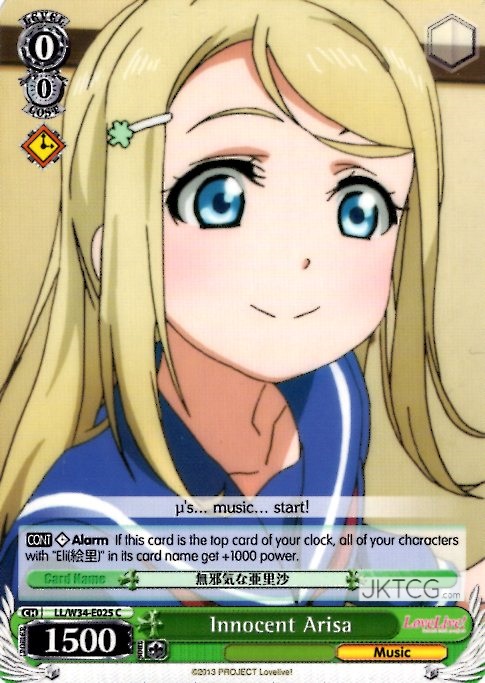 LEVEL
0
0
COST
μ's... music... start!
CONT Alarm If this card is the top card of your clock, all of your characters
with "Eli(絵里)" in its card name get +1000 power.
Card Name 無邪気な亜里沙
JKTCG.com
CH LL/W34-E025 C
POWER 1500 Innocent Arisa LoveLive!
Music
©2013 PROJECT Lovelive!